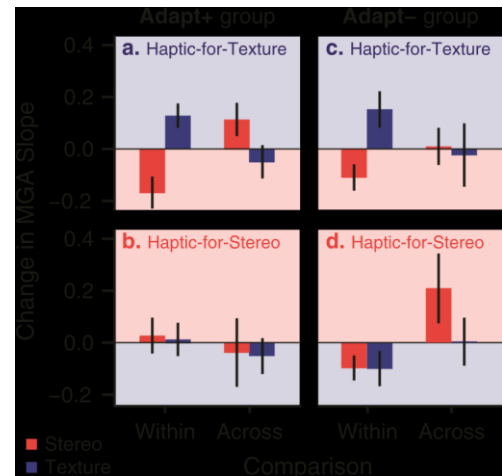 Adapt+ group
Adapt− group
a. Haptic-for-Texture
c. Haptic-for-Texture
0.4
0.2
0.0
−0.2
b. Haptic-for-Stereo
d. Haptic-for-Stereo
0.4
0.2
0.0
−0.2
Change in MGA Slope
Within
Across
Within
Across
Stereo
Texture
Comparison